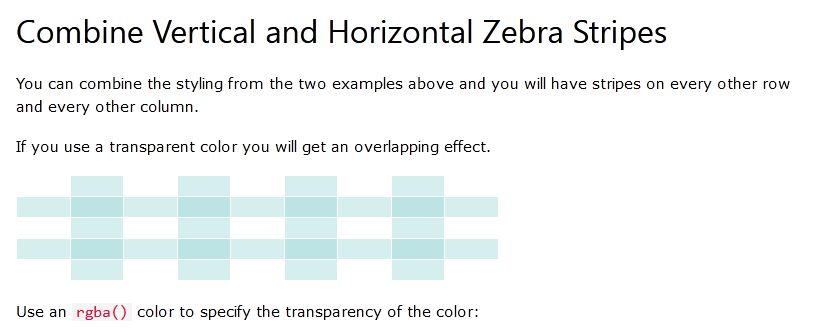 Combine Vertical and Horizontal Zebra Stripes
You can combine the styling from the two examples above and you will have stripes on every other row
and every other column.
If you use a transparent color you will get an overlapping effect.
Use an rgba() color to specify the transparency of the color: